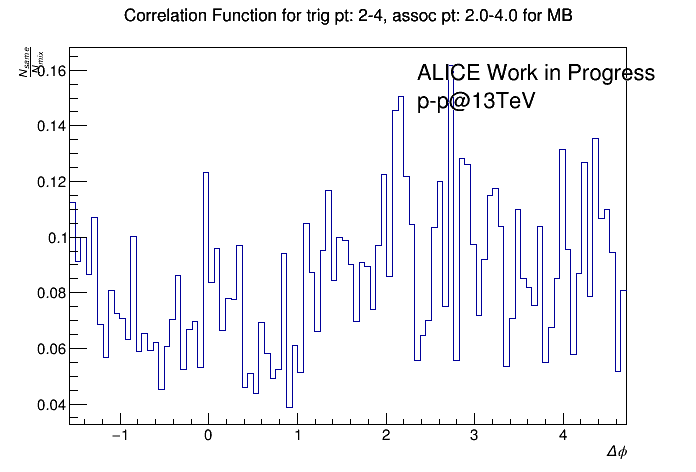 Correlation Function for trig pt: 2-4, assoc pt: 2.0-4.0 for MB
N_same
N_mix
ALICE Work in Progress
p-p@13TeV
0.16
0.14
0.12
0.1
0.08
0.06
0.04
−1 0 1 2 3 4
Δϕ